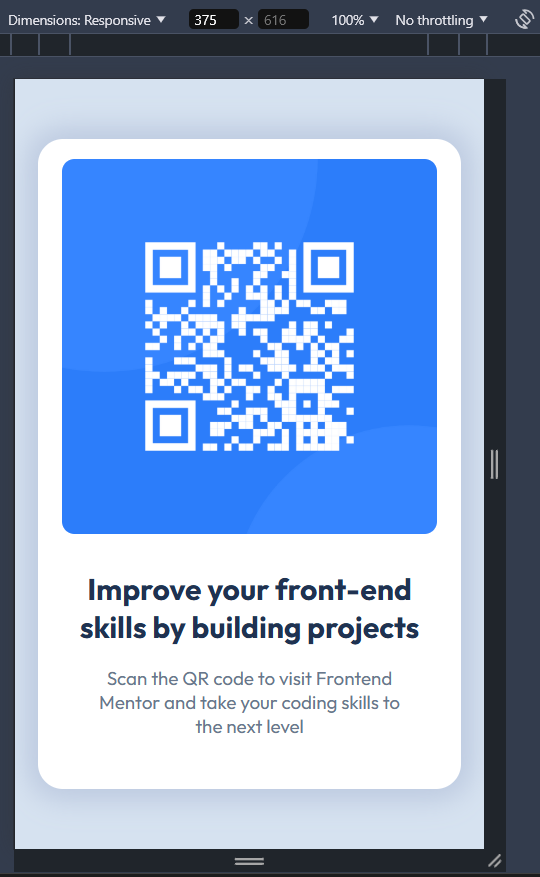 Dimensions: Responsive 375 × 616 100% No throttling
Improve your front-end
skills by building projects
Scan the QR code to visit Frontend
Mentor and take your coding skills to
the next level